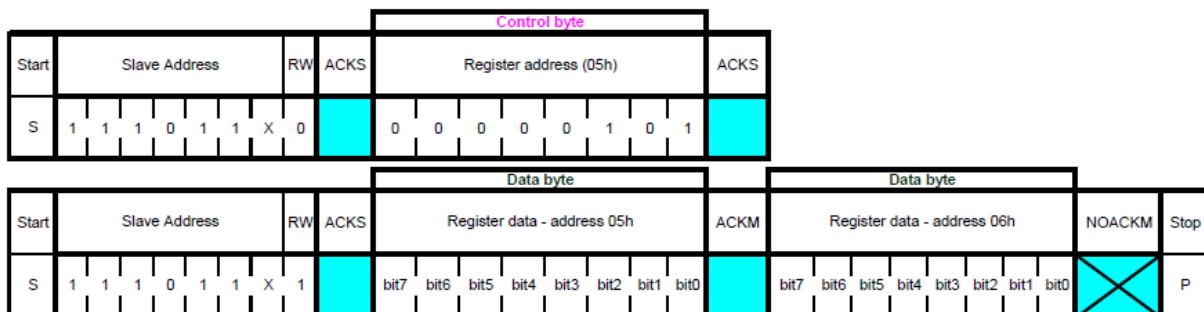 Control byte
Start Slave Address RW ACKS Register address (05h) ACKS
S 1 1 1 0 1 1 X 0 0 0 0 0 0 1 0 1
Data byte Data byte
Start Slave Address RW ACKS Register data - address 05h ACKM Register data - address 06h NOACKM Stop
S 1 1 1 0 1 1 X 1 bit7 bit6 bit5 bit4 bit3 bit2 bit1 bit0 bit7 bit6 bit5 bit4 bit3 bit2 bit1 bit0 P